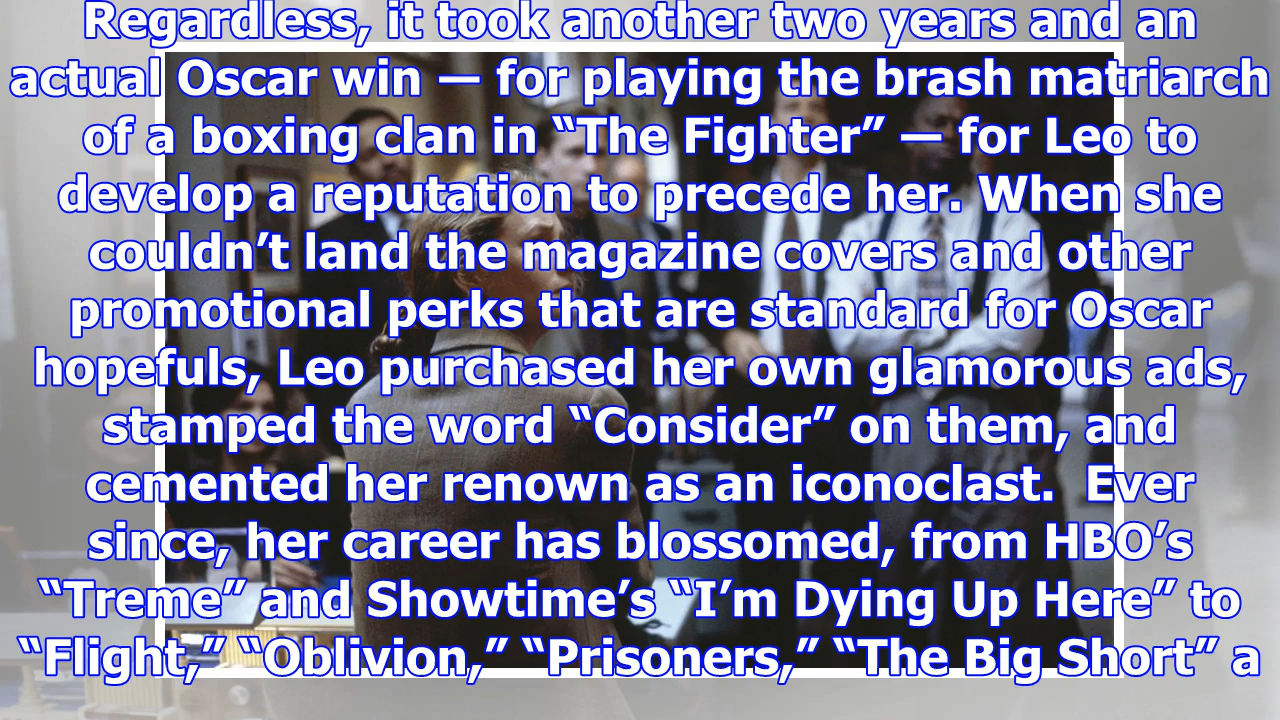 Regardless, it took another two years and an
actual Oscar win — for playing the brash matriarch
of a boxing clan in “The Fighter” — for Leo to
develop a reputation to precede her. When she
couldn’t land the magazine covers and other
promotional perks that are standard for Oscar
hopefuls, Leo purchased her own glamorous ads,
stamped the word “Consider” on them, and
cemented her renown as an iconoclast.  Ever
since, her career has blossomed, from HBO’s
“Treme” and Showtime’s “I’m Dying Up Here” to
“Flight,” “Oblivion,” “Prisoners,” “The Big Short” a